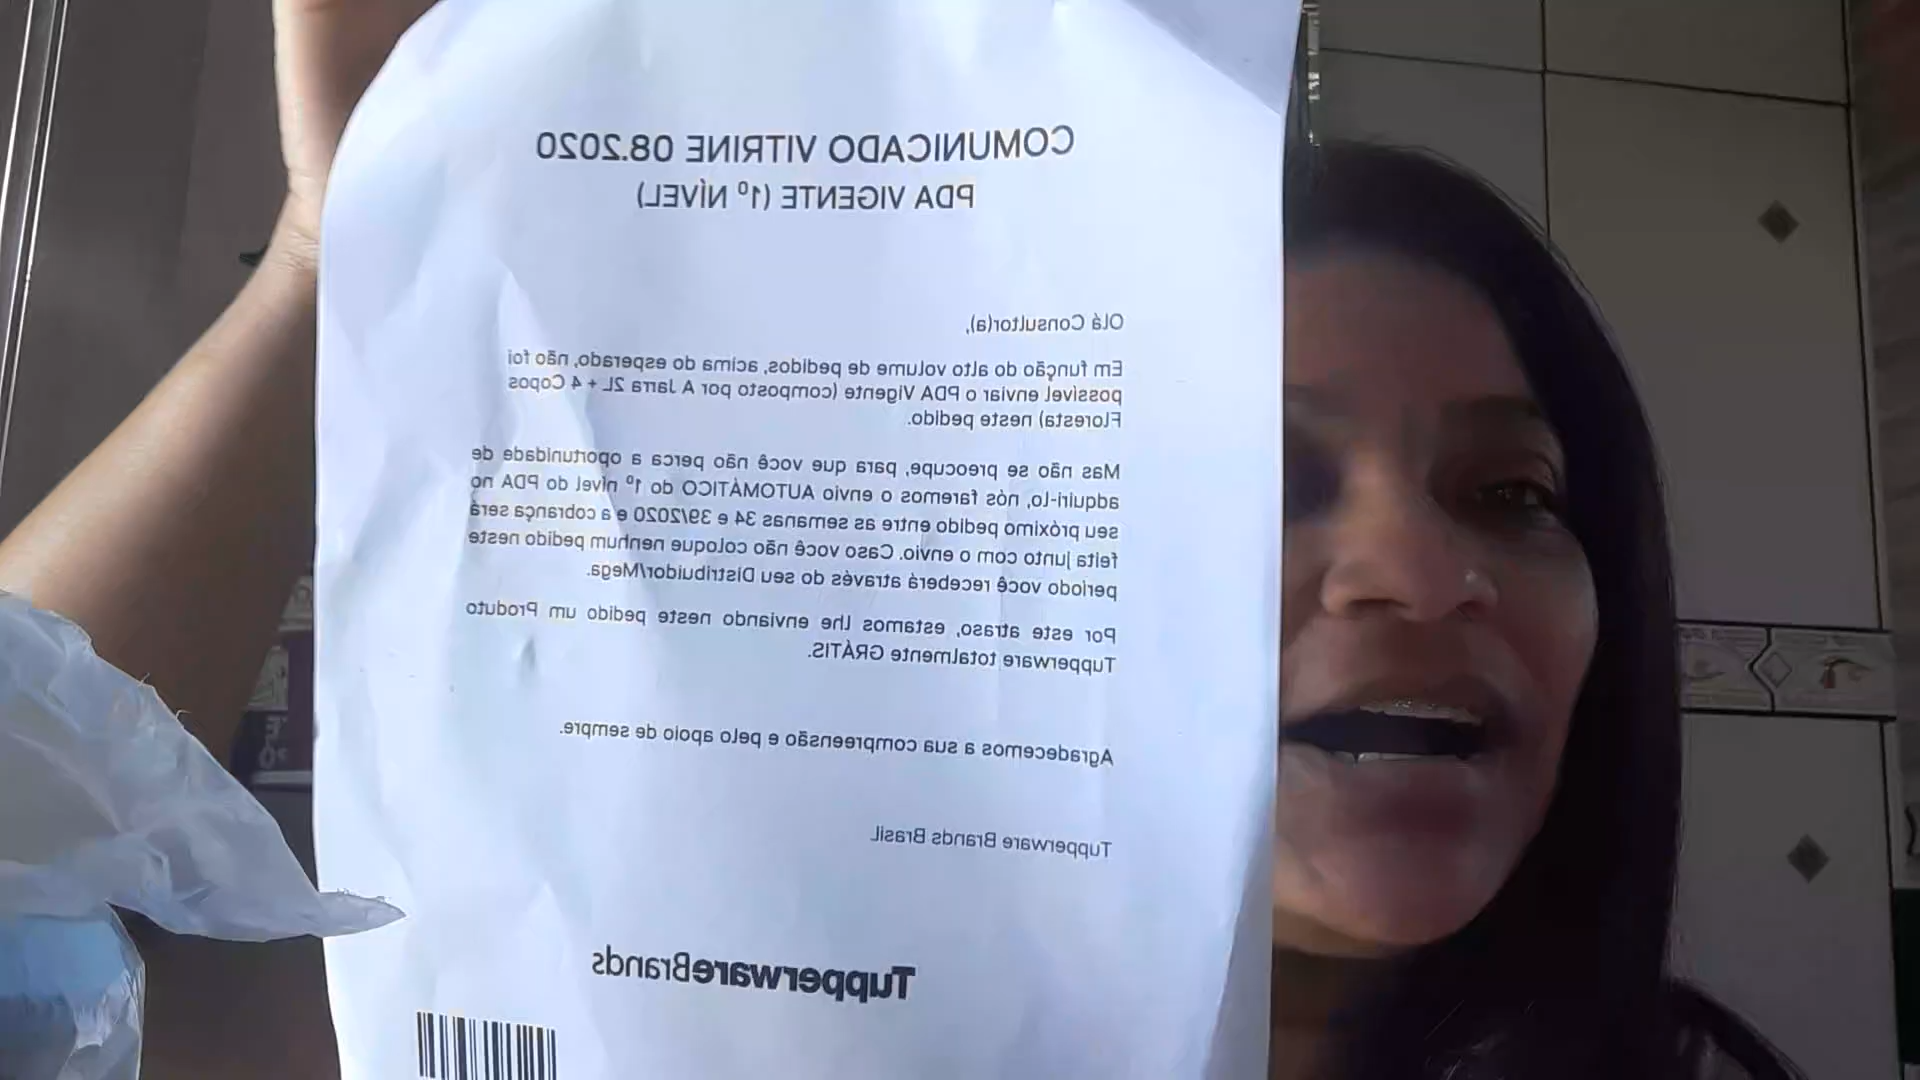 COMUNICADO VITRINE 08.2020
PDA VIGENTE (1º NÍVEL)
Olá Consultor(a),
Em função do alto volume de pedidos, acima do esperado, não foi
possível enviar o PDA Vigente (composto por A Jarra 2L + 4 Copos
Floresta) neste pedido.
Mas não se preocupe, para que você não perca a oportunidade de
adquiri-lo, nós faremos o envio AUTOMÁTICO do 1º nível do PDA no
seu próximo pedido entre as semanas 34 e 39/2020 e a cobrança será
feita junto com o envio. Caso você não coloque nenhum pedido neste
período você receberá através do seu Distribuidor/Mega.
Por este atraso, estamos lhe enviando neste pedido um Produto
Tupperware totalmente GRÁTIS.
Agradecemos a sua compreensão e pelo apoio de sempre.
Tupperware Brands Brasil
TupperwareBrands